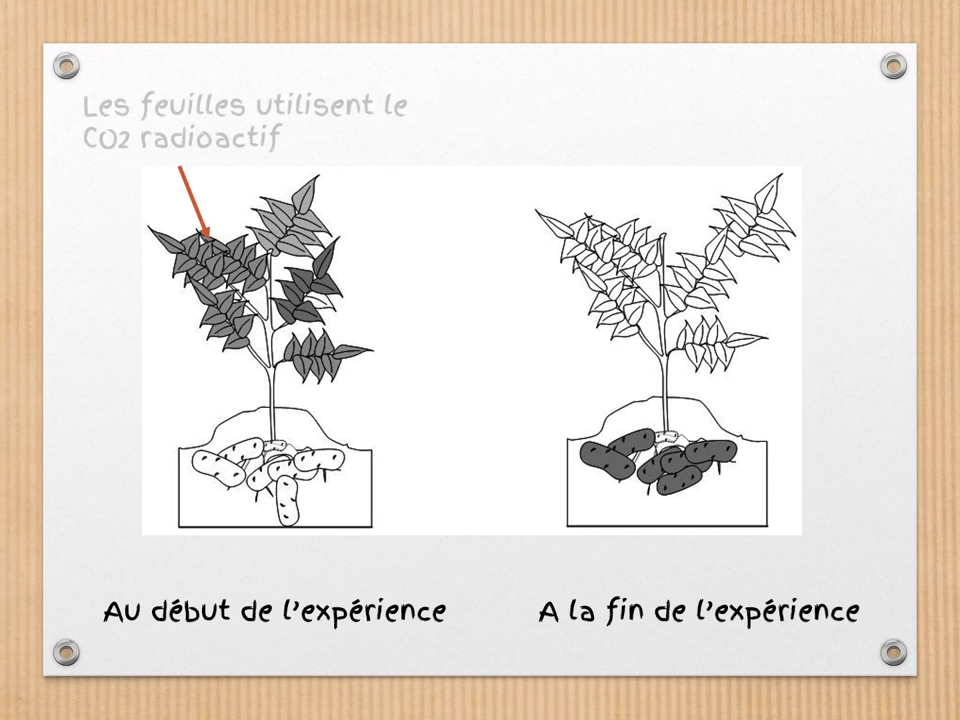 Les feuilles utilisent le
CO2 radioactif
Au début de l'expérience
A la fin de l'expérience